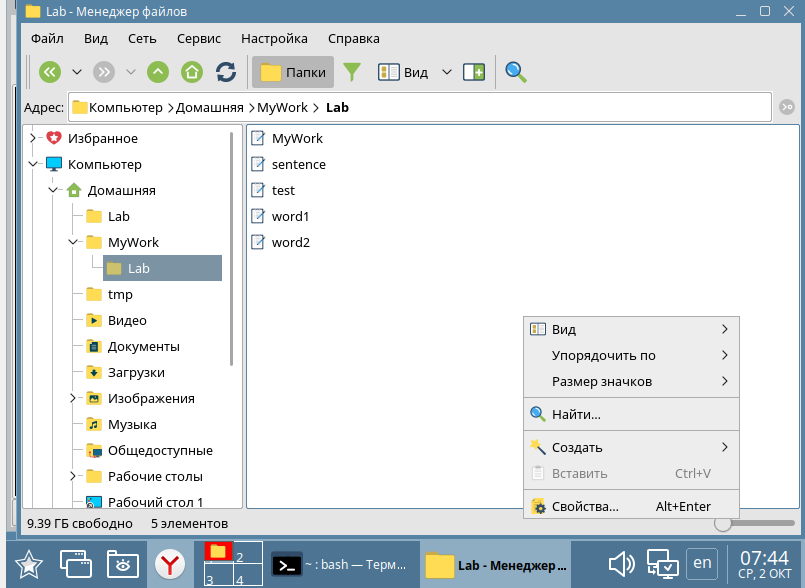 Lab - Менеджер файлов
Файл Вид Сеть Сервис Настройка Справка
Папки Вид
Адрес: Компьютер Домашняя MyWork Lab
Избранное
Компьютер
Домашняя
Lab
MyWork
Lab
tmp
Видео
Документы
Загрузки
Изображения
Музыка
Общедоступные
Рабочие столы
Рабочий стол 1
MyWork
sentence
test
word1
word2
Вид
Упорядочить по
Размер значков
Найти...
Создать
Вставить Ctrl+V
Свойства... Alt+Enter
9.39 ГБ свободно 5 элементов
2
3 4
~ : bash — Терм...
Lab - Менеджер...
en
07:44
СР, 2 ОКТ